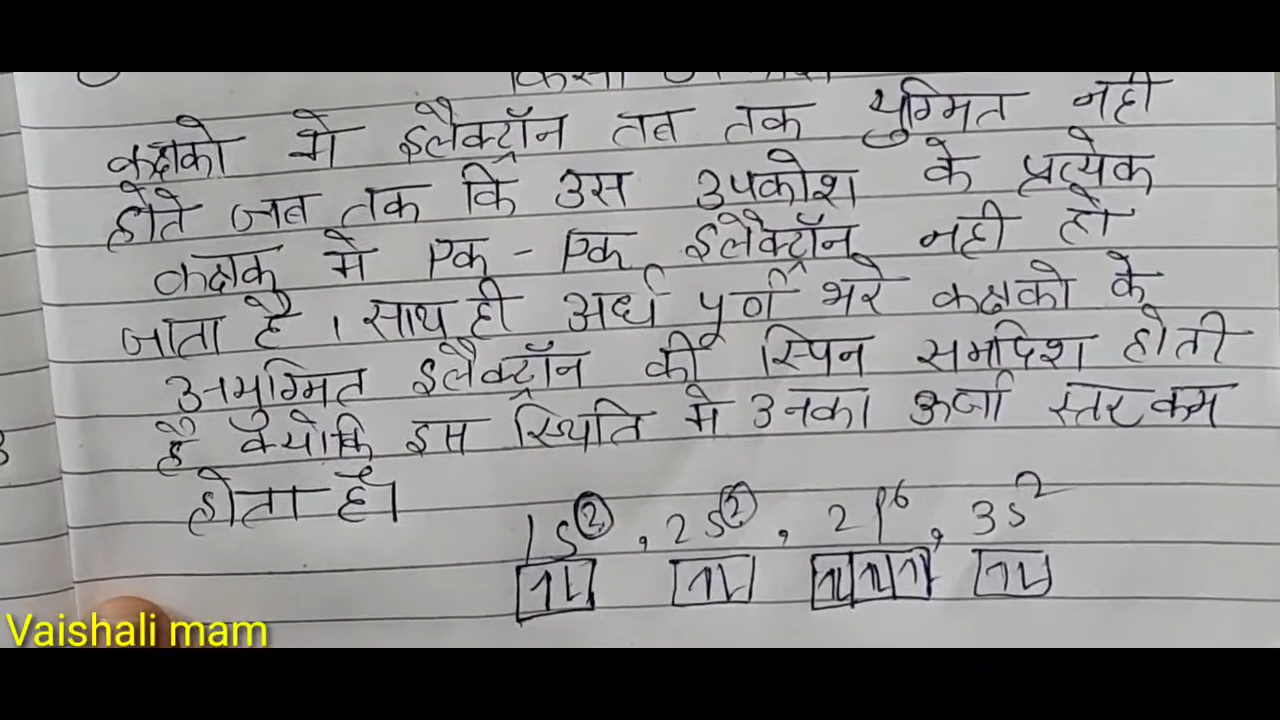 कक्षको मे इलैक्ट्रॉन तब तक युग्मित नही
होते जब तक कि उस उपकोश के प्रत्येक
कक्षक मे एक - एक इलेक्ट्रॉन नही हो
जाता है। साथ ही अर्ध पूर्ण भरे कक्षको के
अयुग्मित इलैक्ट्रॉन की स्पिन समदिश होती
है क्योकि इस स्थिति मे उनका ऊर्जा स्तर कम
होता है।
1s², 2s², 2p⁶, 3s²
Vaishali mam